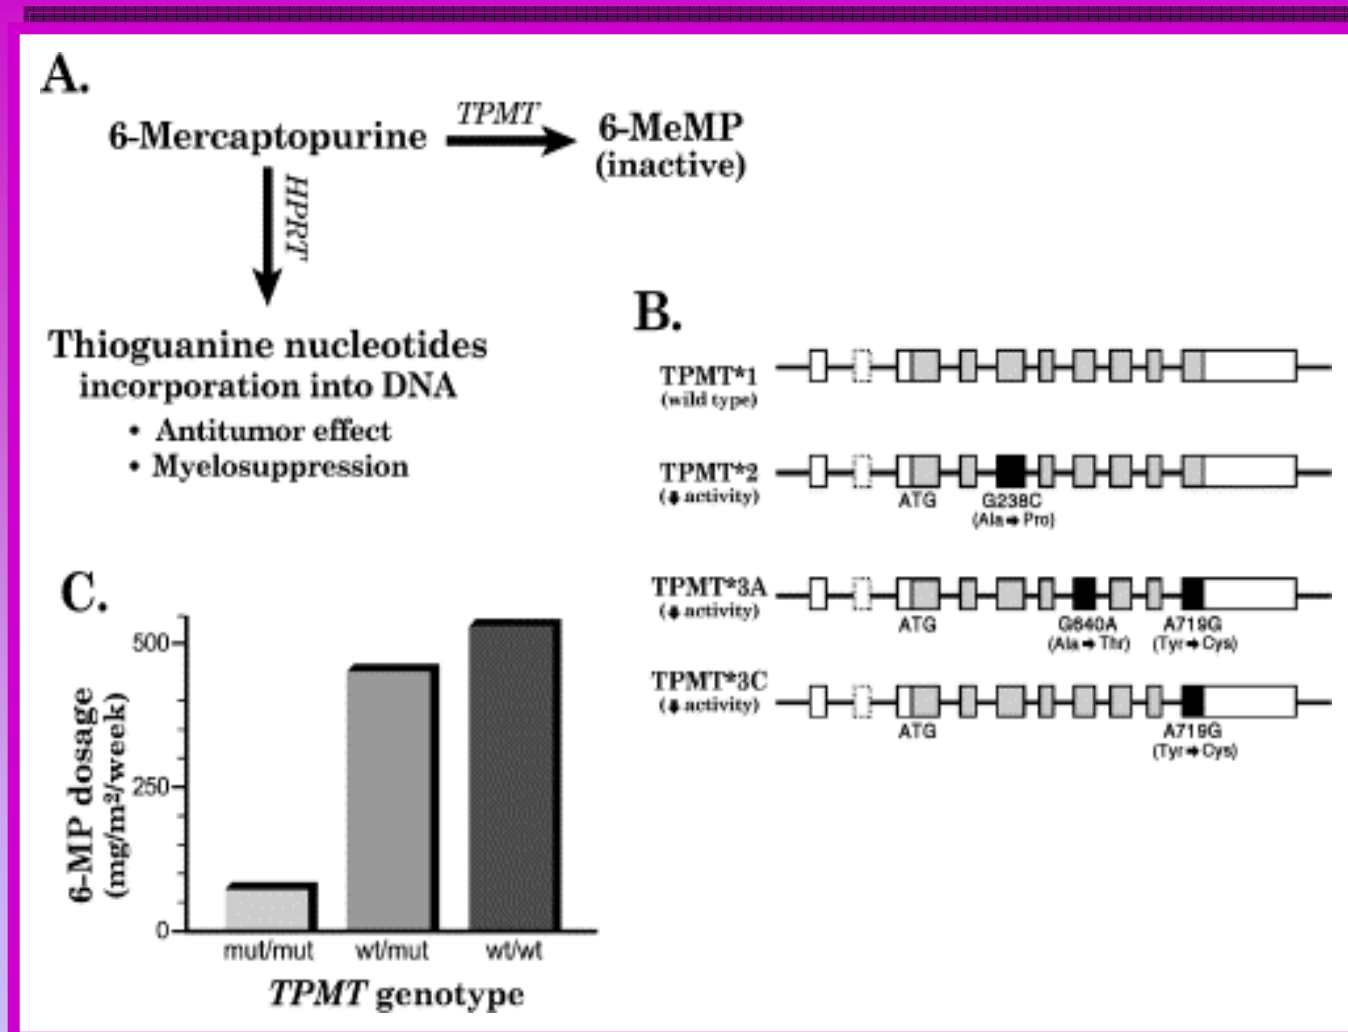 A.
6-Mercaptopurine
TPMT
6-MeMP
(inactive)
HPRT
Thioguanine nucleotides
incorporation into DNA
• Antitumor effect
• Myelosuppression
B.
TPMT*1
(wild type)
TPMT*2
(⬇ activity)
ATG
G238C
(Ala➡Pro)
TPMT*3A
(⬇ activity)
ATG
G640A
(Ala➡Thr)
A719G
(Tyr➡Cys)
TPMT*3C
(⬇ activity)
ATG
A719G
(Tyr➡Cys)
C.
6-MP dosage
(mg/m²/week)
500
250
0
mut/mut
wt/mut
wt/wt
TPMT genotype